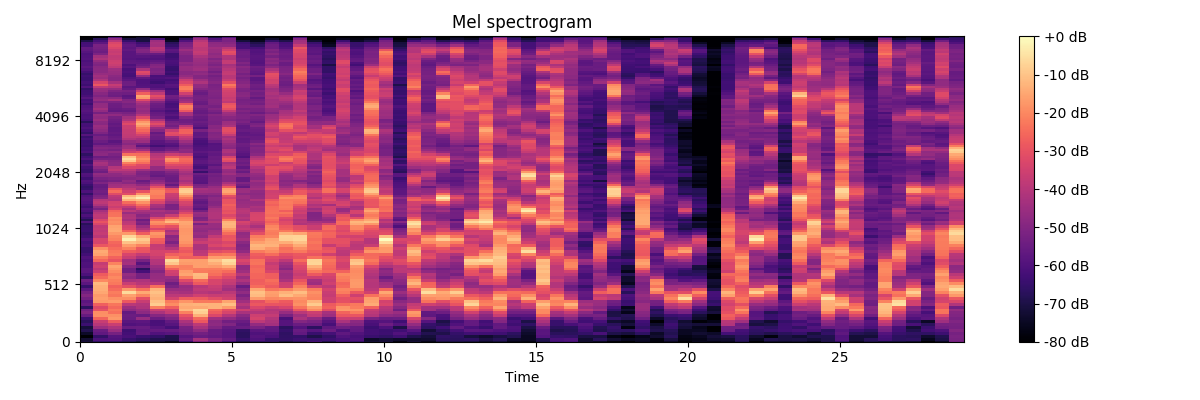 Mel spectrogram
8192
4096
2048
1024
512
0
Hz
0 5 10 15 20 25
Time
+0 dB
-10 dB
-20 dB
-30 dB
-40 dB
-50 dB
-60 dB
-70 dB
-80 dB